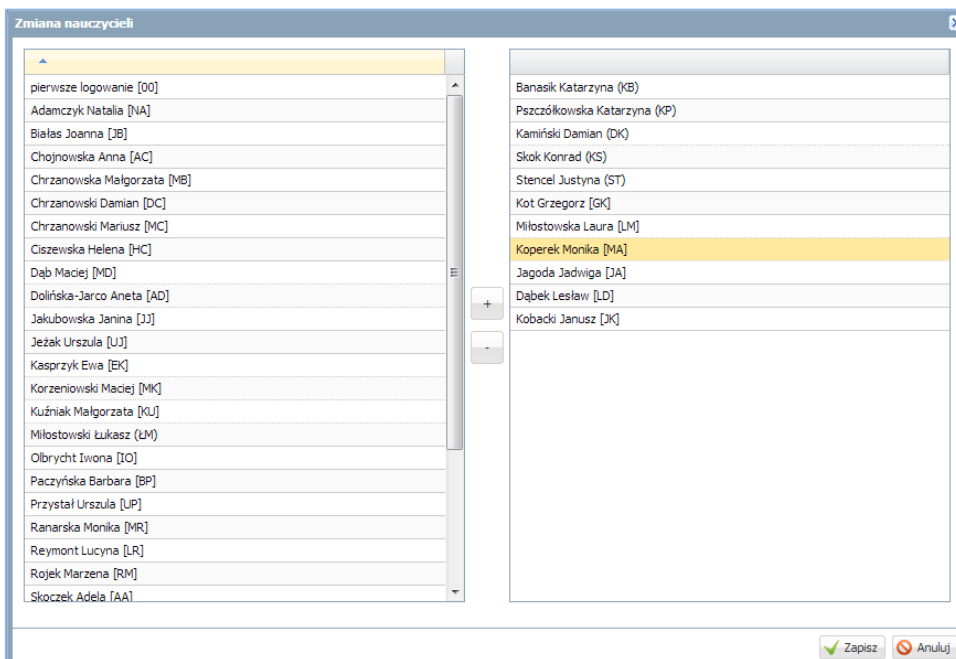 Zmiana nauczycieli
pierwsze logowanie [00]
Adamczyk Natalia [NA]
Białas Joanna [JB]
Chojnowska Anna [AC]
Chrzanowska Małgorzata [MB]
Chrzanowski Damian [DC]
Chrzanowski Mariusz [MC]
Ciszewska Helena [HC]
Dąb Maciej [MD]
Dolińska-Jarco Aneta [AD]
Jakubowska Janina [JJ]
Jeżak Urszula [UJ]
Kasprzyk Ewa [EK]
Korzeniowski Maciej [MK]
Kuźniak Małgorzata [KU]
Miłostowski Łukasz (ŁM)
Olbrycht Iwona [IO]
Paczyńska Barbara [BP]
Przystał Urszula [UP]
Ranarska Monika [MR]
Reymont Lucyna [LR]
Rojek Marzena [RM]
Skoczek Adela [AA]
+
-
Banasik Katarzyna (KB)
Pszczółkowska Katarzyna (KP)
Kamiński Damian (DK)
Skok Konrad (KS)
Stencel Justyna (ST)
Kot Grzegorz [GK]
Miłostowska Laura [LM]
Koperek Monika [MA]
Jagoda Jadwiga [JA]
Dąbek Lesław [LD]
Kobacki Janusz [JK]
Zapisz
Anuluj